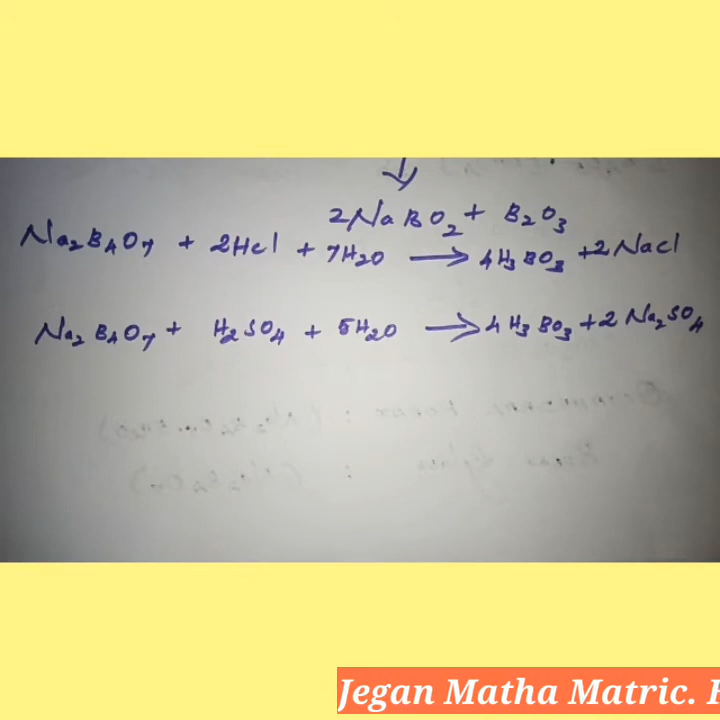 ↓
2NaBO₂ + B₂O₃
Na₂B₄O₇ + 2Hcl + 7H₂O ⟶ 4H₃BO₃ + 2Nacl
Na₂B₄O₇ + H₂SO₄ + 5H₂O ⟶ 4H₃BO₃ + 2Na₂SO₄
Jegan Matha Matric.